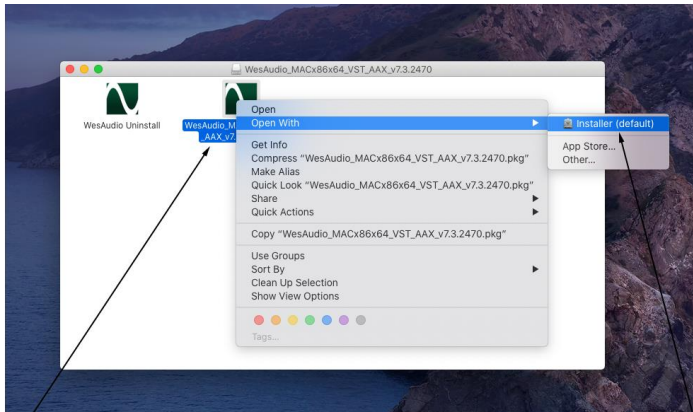 WesAudio_MACx86x64_VST_AAX_v7.3.2470
WesAudio Uninstall
WesAudio_M
_AAX_v7.
Open
Open With
Installer (default)
App Store...
Other...
Get Info
Compress "WesAudio_MACx86x64_VST_AAX_v7.3.2470.pkg"
Make Alias
Quick Look "WesAudio_MACx86x64_VST_AAX_v7.3.2470.pkg"
Share
Quick Actions
Copy "WesAudio_MACx86x64_VST_AAX_v7.3.2470.pkg"
Use Groups
Sort By
Clean Up Selection
Show View Options
Tags...